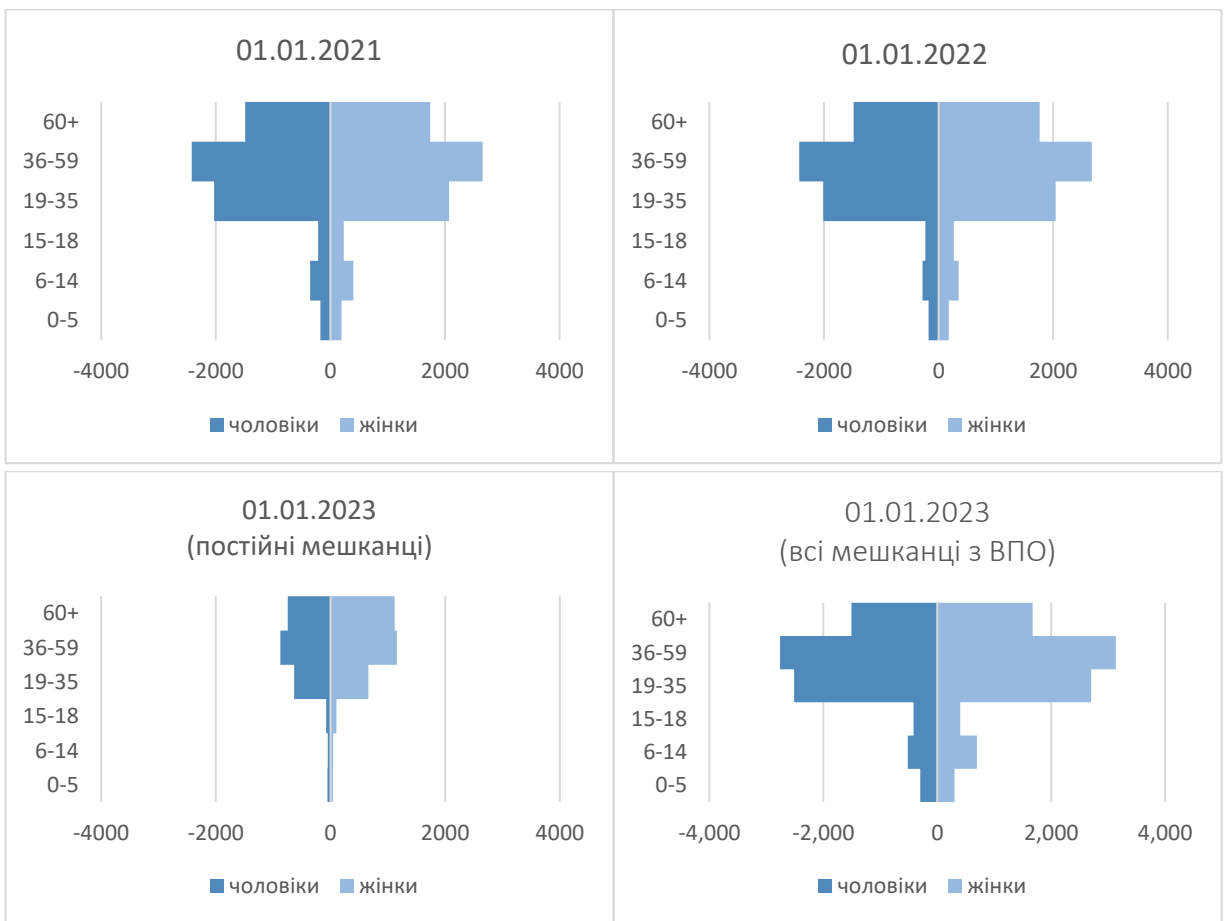 01.01.2021
60+
36-59
19-35
15-18
6-14
0-5
-4000 -2000 0 2000 4000
чоловіки жінки
01.01.2022
60+
36-59
19-35
15-18
6-14
0-5
-4000 -2000 0 2000 4000
чоловіки жінки
01.01.2023
(постійні мешканці)
60+
36-59
19-35
15-18
6-14
0-5
-4000 -2000 0 2000 4000
чоловіки жінки
01.01.2023
(всі мешканці з ВПО)
60+
36-59
19-35
15-18
6-14
0-5
-4,000 -2,000 0 2,000 4,000
чоловіки жінки